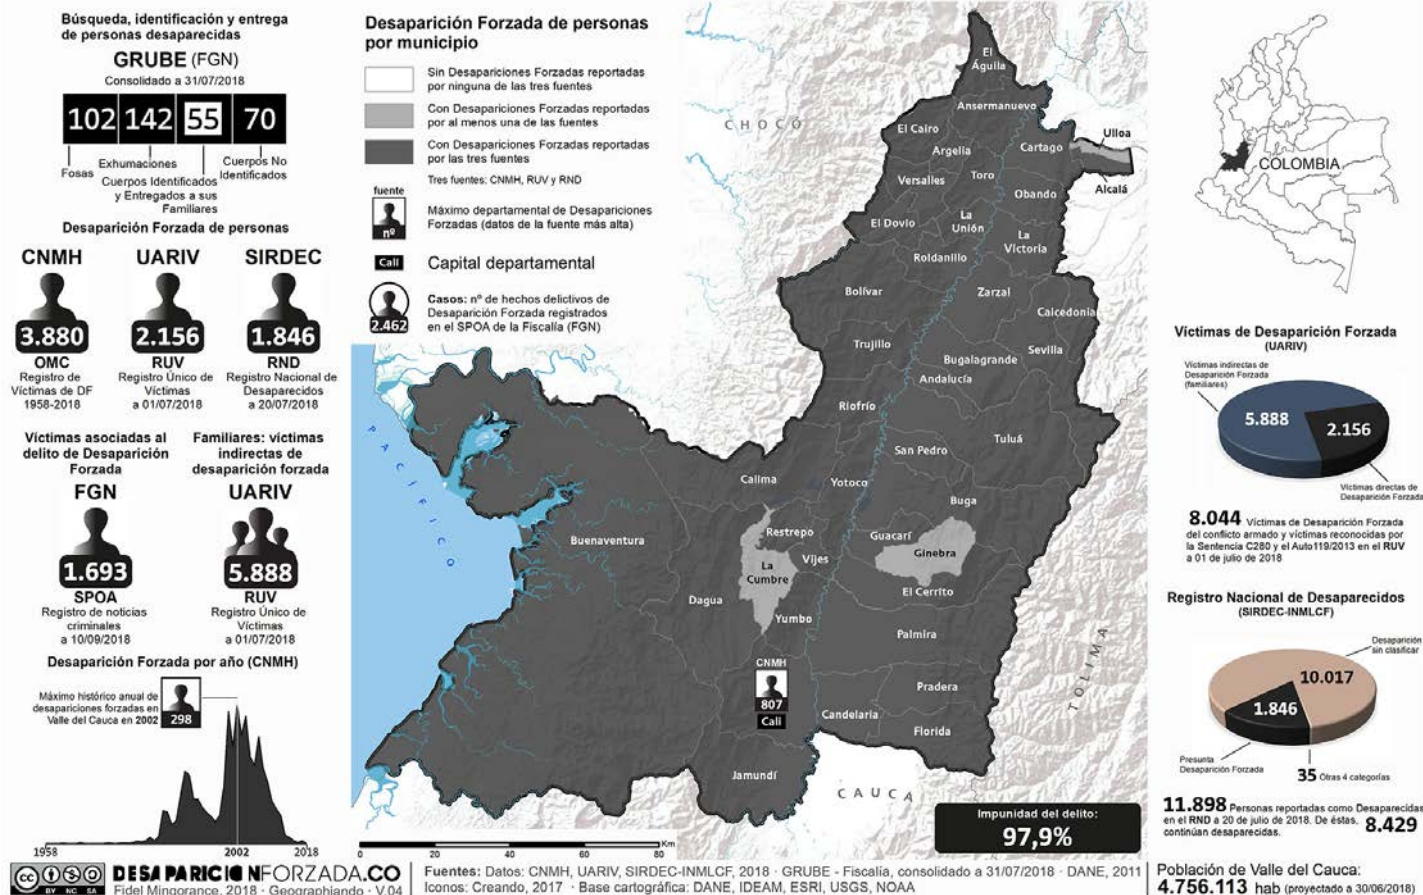 Búsqueda, identificación y entrega
de personas desaparecidas
GRUBE (FGN)
Consolidado a 31/07/2018
102 142 55 70
Fosas
Exhumaciones
Cuerpos Identificados
y Entregados a sus
Familiares
Cuerpos No
Identificados
Desaparición Forzada de personas
CNMH
3.880
OMC
Registro de
Víctimas de DF
1958-2018
UARIV
2.156
RUV
Registro Único de
Víctimas
a 01/07/2018
SIRDEC
1.846
RND
Registro Nacional de
Desaparecidos
a 20/07/2018
Víctimas asociadas al
delito de Desaparición
Forzada
FGN
1.693
SPOA
Registro de noticias
criminales
a 10/09/2018
Familiares: víctimas
indirectas de
desaparición forzada
UARIV
5.888
RUV
Registro Único de
Víctimas
a 01/07/2018
Desaparición Forzada por año (CNMH)
Máximo histórico anual de
desapariciones forzadas en
Valle del Cauca en 2002
298
1958
2002
2018
Desaparición Forzada de personas
por municipio
Sin Desapariciones Forzadas reportadas
por ninguna de las tres fuentes
Con Desapariciones Forzadas reportadas
por al menos una de las fuentes
Con Desapariciones Forzadas reportadas
por las tres fuentes
Tres fuentes: CNMH, RUV y RND
fuente
nº
Máximo departamental de Desapariciones
Forzadas (datos de la fuente más alta)
Cali
Capital departamental
2.462
Casos: nº de hechos delictivos de
Desaparición Forzada registrados
en el SPOA de la Fiscalía (FGN)
CHOCÓ
PACÍFICO
TOLIMA
CAUCA
El
Águila
Ansermanuevo
El Cairo
Argelia
Cartago
Ulloa
Alcalá
Versalles
Toro
Obando
El Dovio
La
Unión
La
Victoria
Roldanillo
Bolívar
Zarzal
Caicedonia
Trujillo
Bugalagrande
Sevilla
Andalucía
Riofrío
San Pedro
Tuluá
Calima
Yotoco
Buga
Buenaventura
Restrepo
Guacarí
Ginebra
La
Cumbre
Vijes
El Cerrito
Dagua
Yumbo
Palmira
CNMH
807
Cali
Pradera
Candelaria
Florida
Jamundí
Impunidad del delito:
97,9%
0 20 40 60 80 Km
COLOMBIA
Víctimas de Desaparición Forzada
(UARIV)
Víctimas indirectas de
Desaparición Forzada
(familiares)
5.888
2.156
Víctimas directas de
Desaparición Forzada
8.044 Víctimas de Desaparición Forzada
del conflicto armado y víctimas reconocidas por
la Sentencia C280 y el Auto119/2013 en el RUV
a 01 de julio de 2018
Registro Nacional de Desaparecidos
(SIRDEC-INMLCF)
Desaparición
sin clasificar
10.017
1.846
Presunta
Desaparición Forzada
35 Otras 4 categorías
11.898 Personas reportadas como Desaparecidas
en el RND a 20 de julio de 2018. De éstas, 8.429
continúan desaparecidas.
cc BY NC SA
DESAPARICIONFORZADA.CO
Fidel Mingorance, 2018 · Geographiando · V.04
Fuentes: Datos: CNMH, UARIV, SIRDEC-INMLCF, 2018 · GRUBE - Fiscalía, consolidado a 31/07/2018 · DANE, 2011
Iconos: Creando, 2017 · Base cartográfica: DANE, IDEAM, ESRI, USGS, NOAA
Población de Valle del Cauca:
4.756.113 hab (proyectado a 30/06/2018)